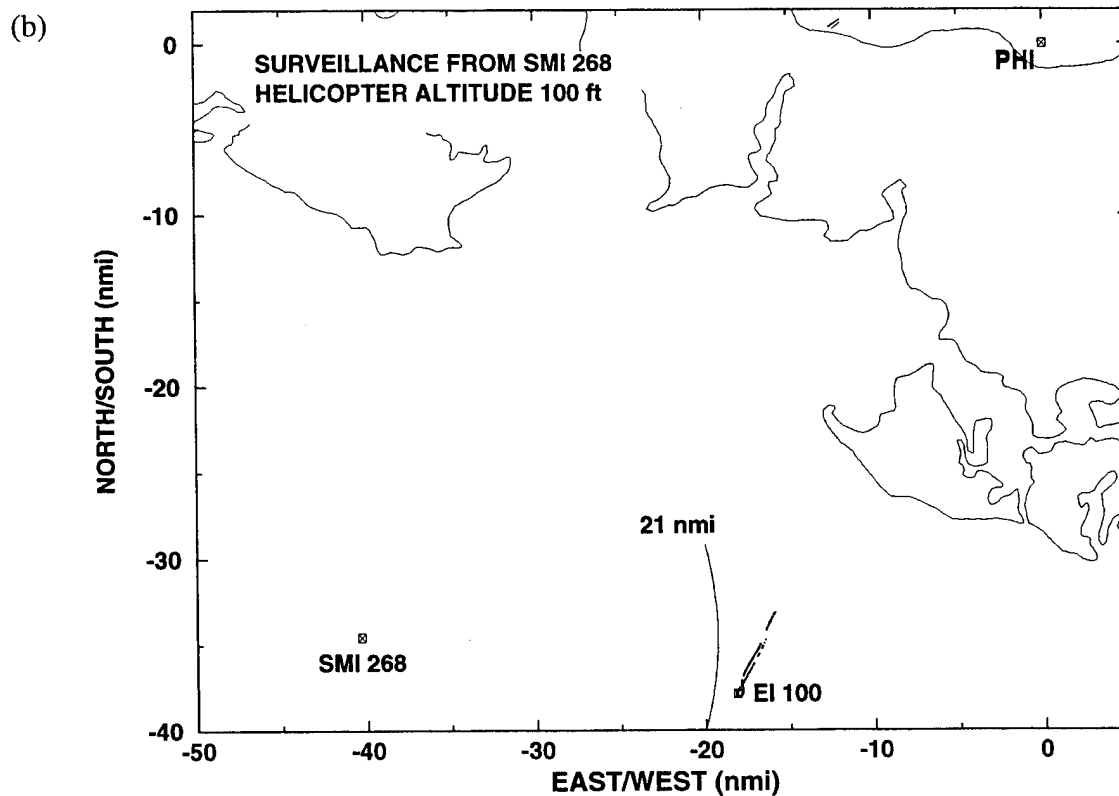 (b)
SURVEILLANCE FROM SMI 268
HELICOPTER ALTITUDE 100 ft
PHI
21 nmi
SMI 268
EI 100
NORTH/SOUTH (nmi)
0
-10
-20
-30
-40
-50
-40
-30
-20
-10
0
EAST/WEST (nmi)